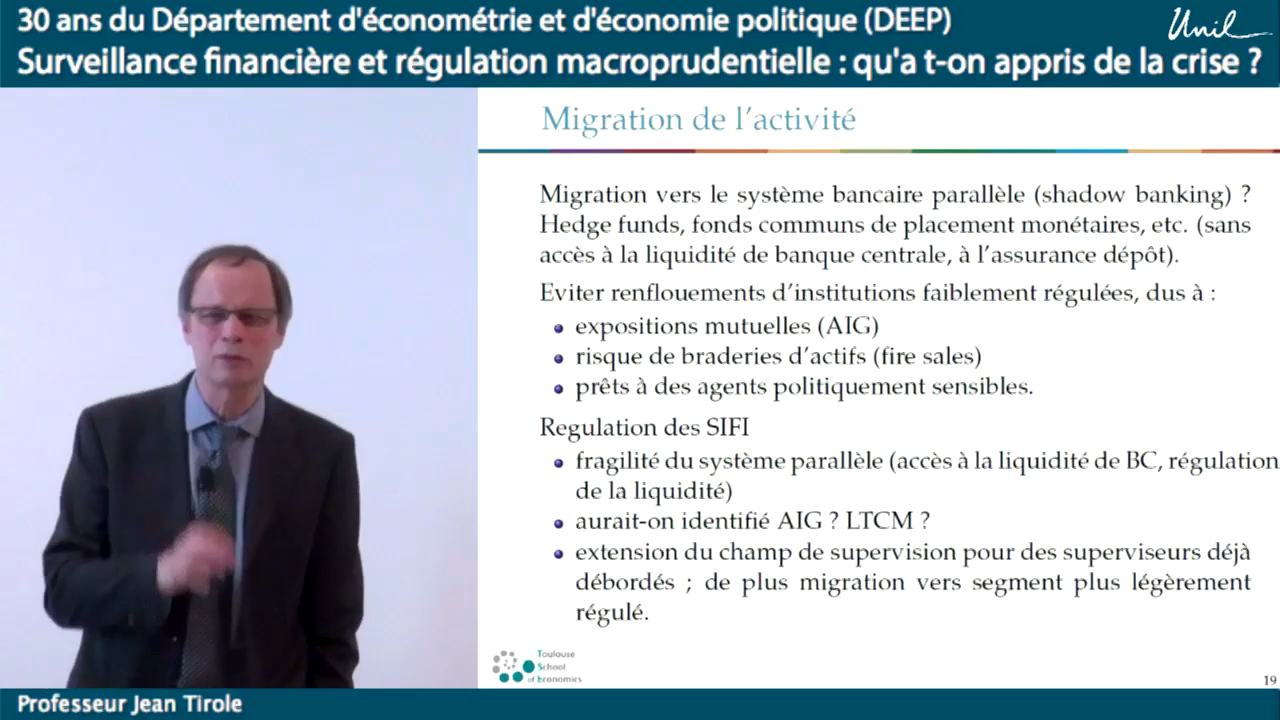 30 ans du Département d'économétrie et d'économie politique (DEEP)
Unil
Surveillance financière et régulation macroprudentielle : qu'a t-on appris de la crise ?
Migration de l'activité
Migration vers le système bancaire parallèle (shadow banking) ?
Hedge funds, fonds communs de placement monétaires, etc. (sans
accès à la liquidité de banque centrale, à l'assurance dépôt).
Eviter renflouements d'institutions faiblement régulées, dus à :
expositions mutuelles (AIG)
risque de braderies d'actifs (fire sales)
prêts à des agents politiquement sensibles.
Regulation des SIFI
fragilité du système parallèle (accès à la liquidité de BC, régulation
de la liquidité)
aurait-on identifié AIG ? LTCM ?
extension du champ de supervision pour des superviseurs déjà
débordés ; de plus migration vers segment plus légèrement
régulé.
Toulouse
School
of Economics
19
Professeur Jean Tirole